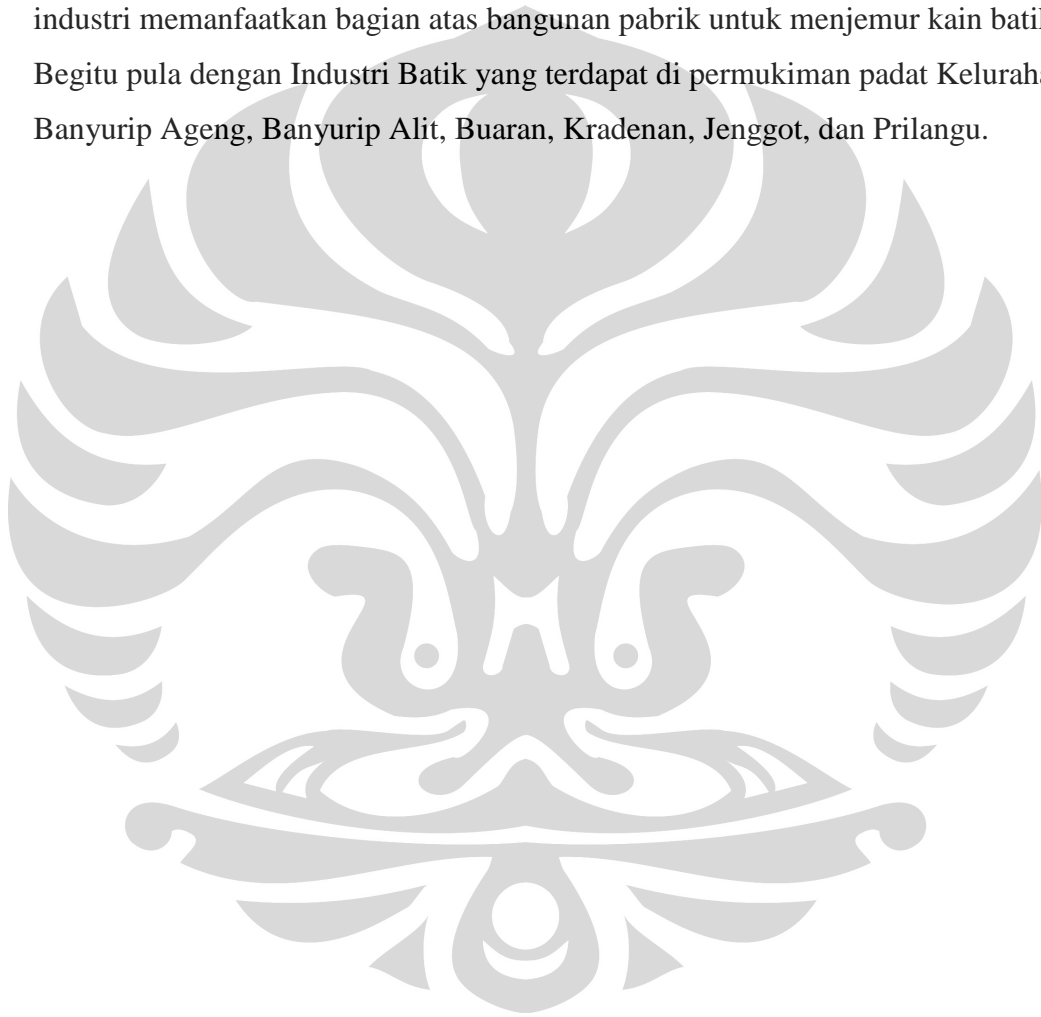 industri memanfaatkan bagian atas bangunan pabrik untuk menjemur kain
Begitu pula dengan Industri Batik yang terdapat di permukiman padat
Banyurip Ageng, Banyurip Alit, Buaran, Kradenan, Jenggot, dan Prilangu.